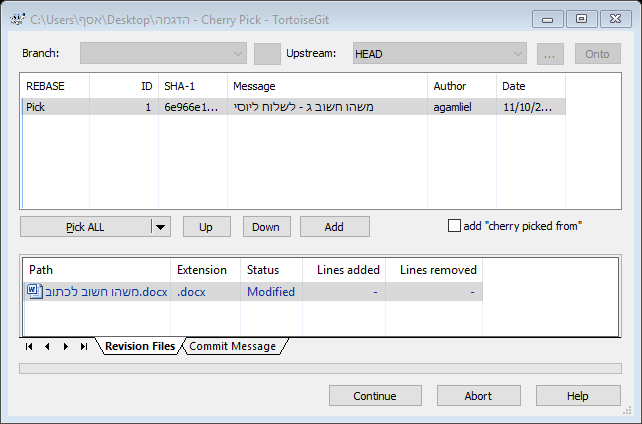 C:\Users\אסף\Desktop\הדגמה - Cherry Pick - TortoiseGit
Branch: Upstream: HEAD ... Onto
REBASE ID SHA-1 Message Author Date
Pick 1 6e966e1... משהו חשוב ג - לשלוח ליוסי agamliel 11/10/2...
Pick ALL Up Down Add add "cherry picked from"
Path Extension Status Lines added Lines removed
משהו חשוב לכתוב.docx .docx Modified - -
Revision Files Commit Message
Continue Abort Help